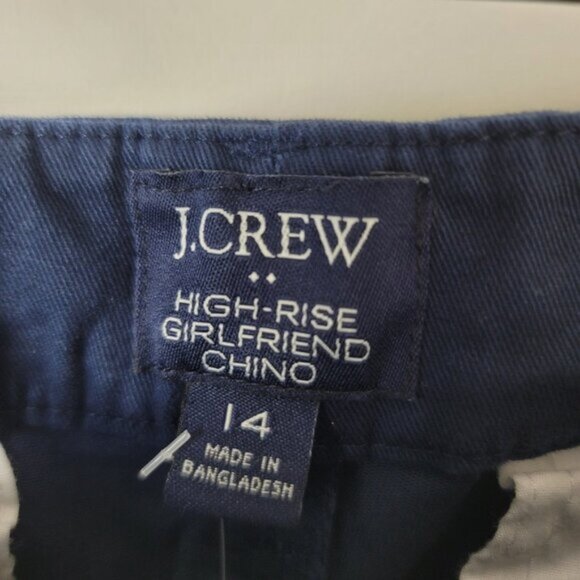 J.CREW
HIGH-RISE
GIRLFRIEND
CHINO
14
MADE IN
BANGLADESH